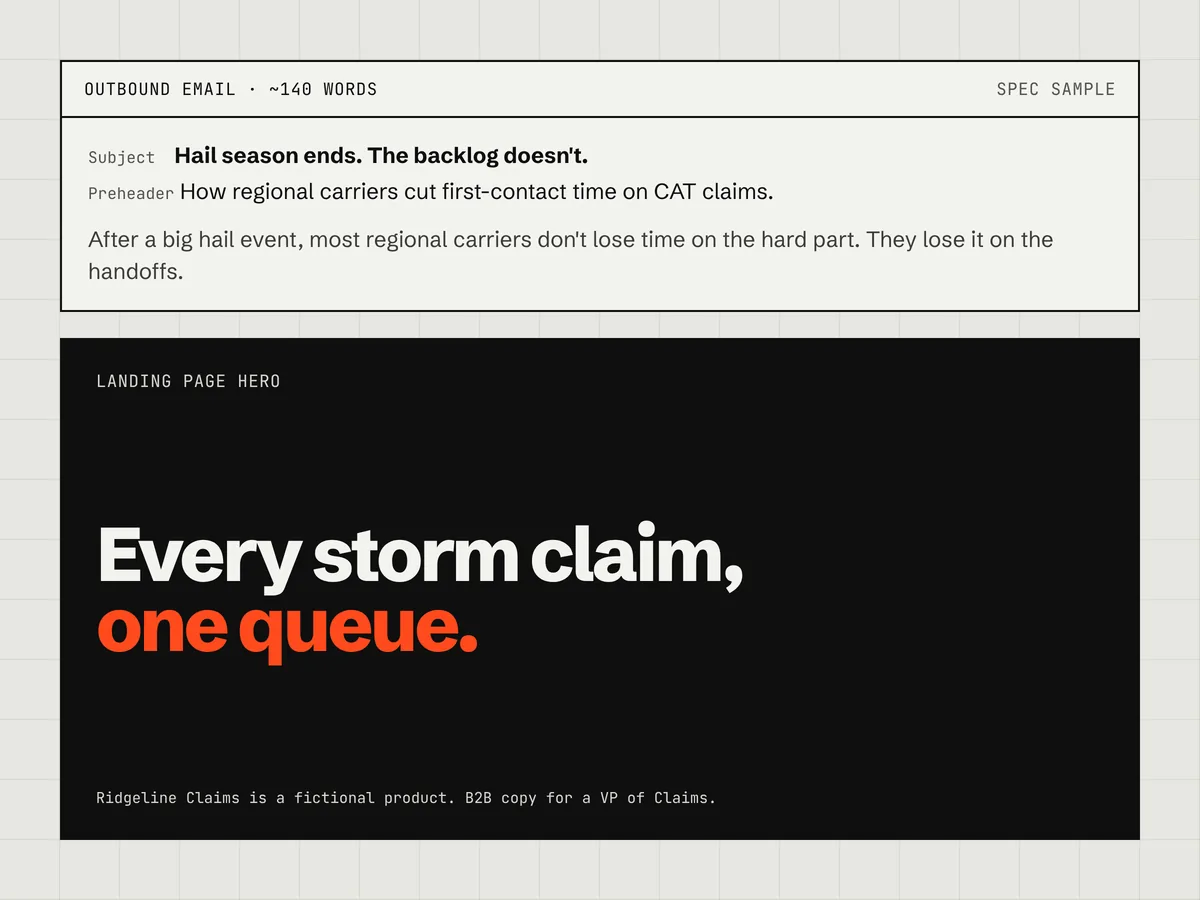 OUTBOUND EMAIL · ~140 WORDS SPEC SAMPLE
Subject Hail season ends. The backlog doesn't.
Preheader How regional carriers cut first-contact time on CAT claims.
After a big hail event, most regional carriers don't lose time on the hard part. They lose it on the
handoffs.
LANDING PAGE HERO
Every storm claim,
one queue.
Ridgeline Claims is a fictional product. B2B copy for a VP of Claims.